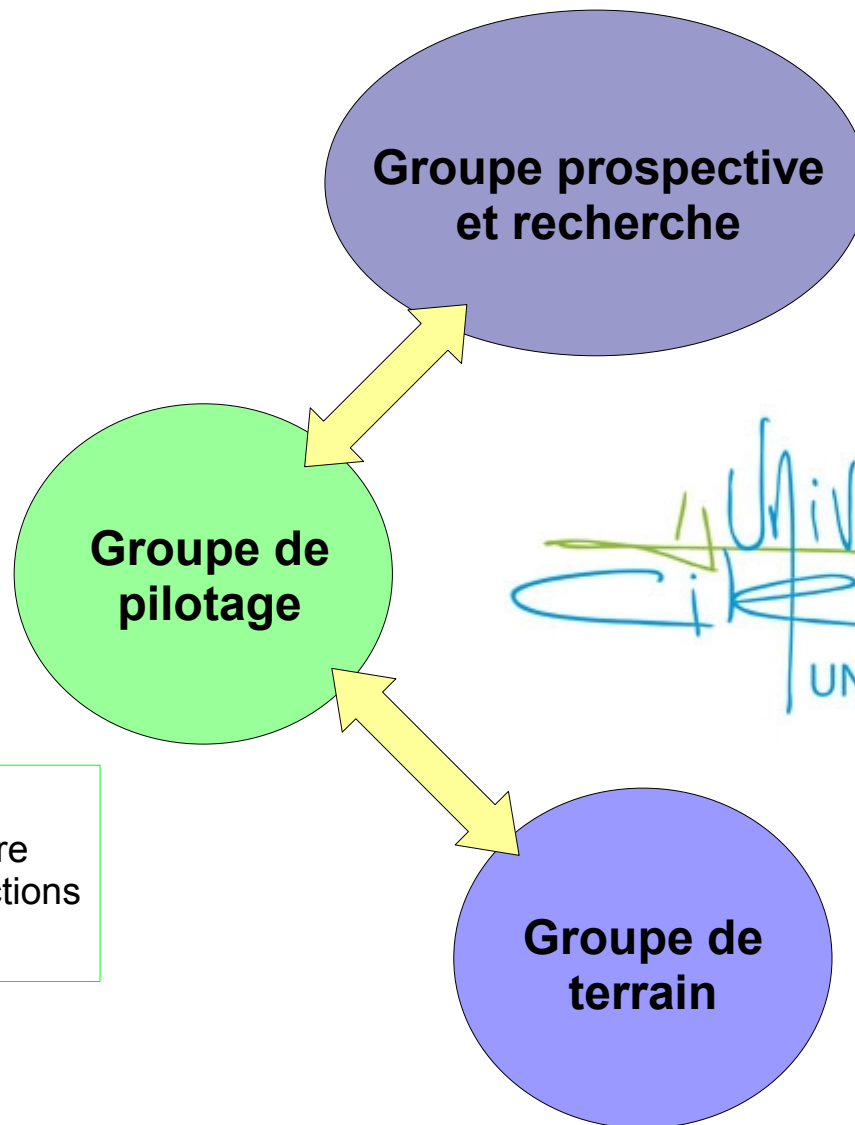 Groupe prospective
et recherche
Groupe de
pilotage
Groupe de
terrain